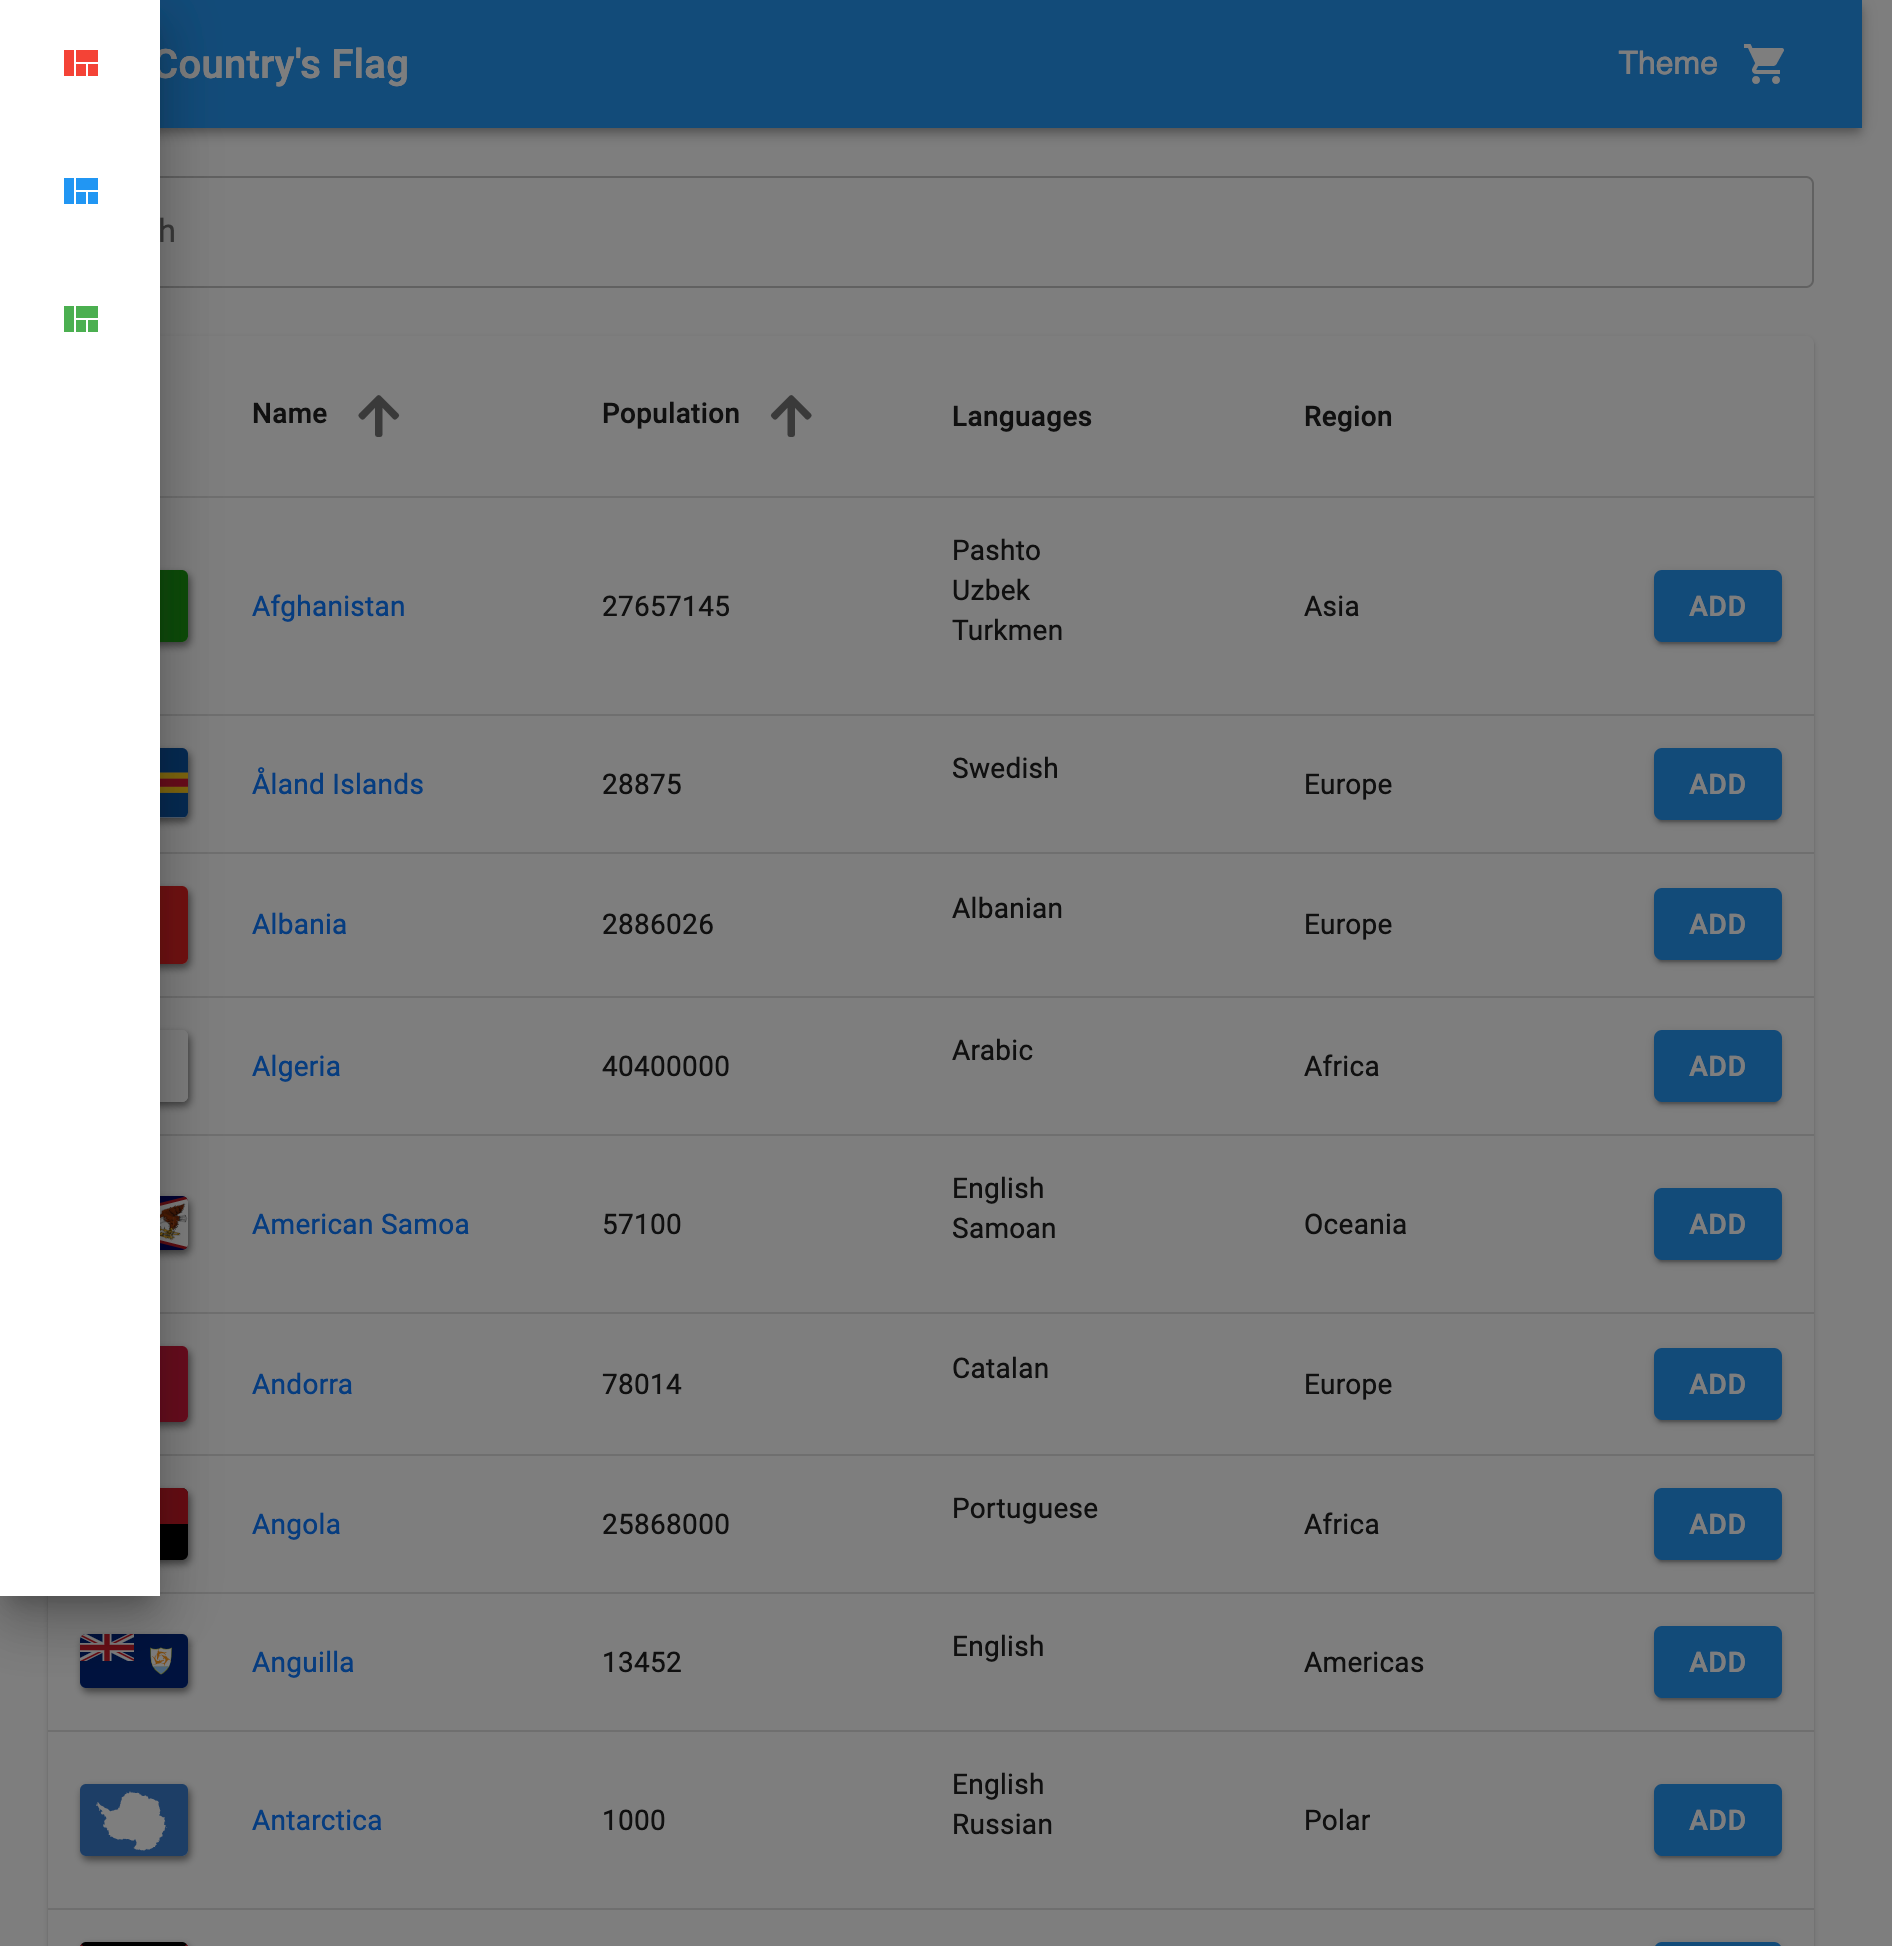 Country's Flag
Theme
h
Name
Population
Languages
Region
Afghanistan
27657145
Pashto
Uzbek
Turkmen
Asia
ADD
Åland Islands
28875
Swedish
Europe
ADD
Albania
2886026
Albanian
Europe
ADD
Algeria
40400000
Arabic
Africa
ADD
American Samoa
57100
English
Samoan
Oceania
ADD
Andorra
78014
Catalan
Europe
ADD
Angola
25868000
Portuguese
Africa
ADD
Anguilla
13452
English
Americas
ADD
Antarctica
1000
English
Russian
Polar
ADD